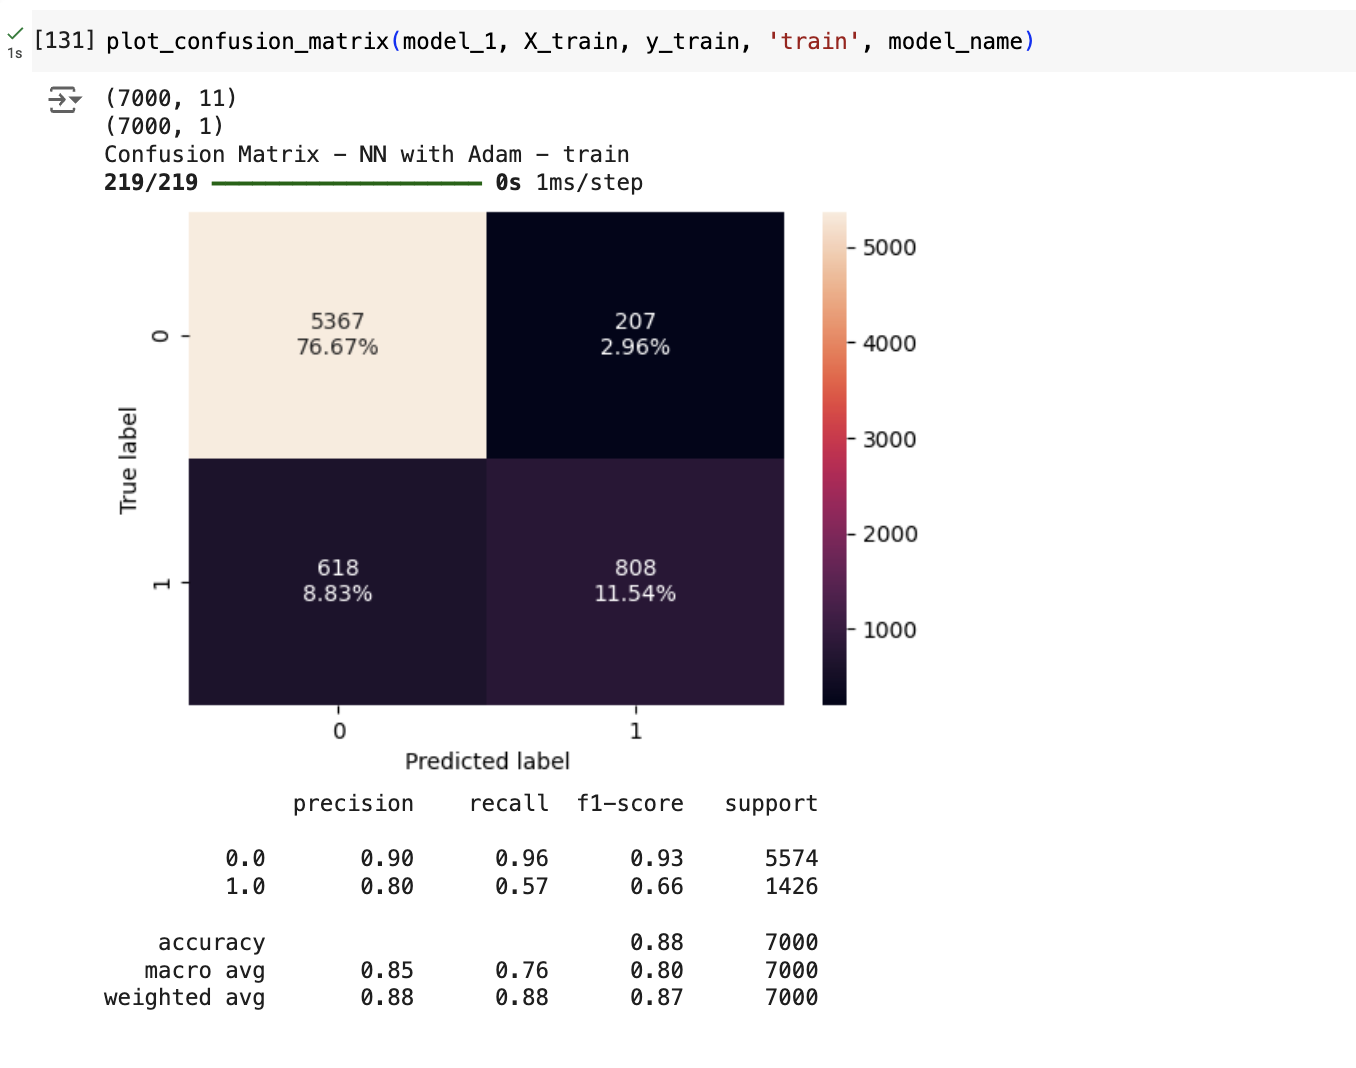 [131] plot_confusion_matrix(model_1, X_train, y_train, 'train', model_name)
1s
(7000, 11)
(7000, 1)
Confusion Matrix – NN with Adam – train
219/219 0s 1ms/step
5367
76.67%
207
2.96%
618
8.83%
808
11.54%
0
1
True label
0
1
Predicted label
5000
4000
3000
2000
1000
precision recall f1-score support
0.0 0.90 0.96 0.93 5574
1.0 0.80 0.57 0.66 1426
accuracy 0.88 7000
macro avg 0.85 0.76 0.80 7000
weighted avg 0.88 0.88 0.87 7000